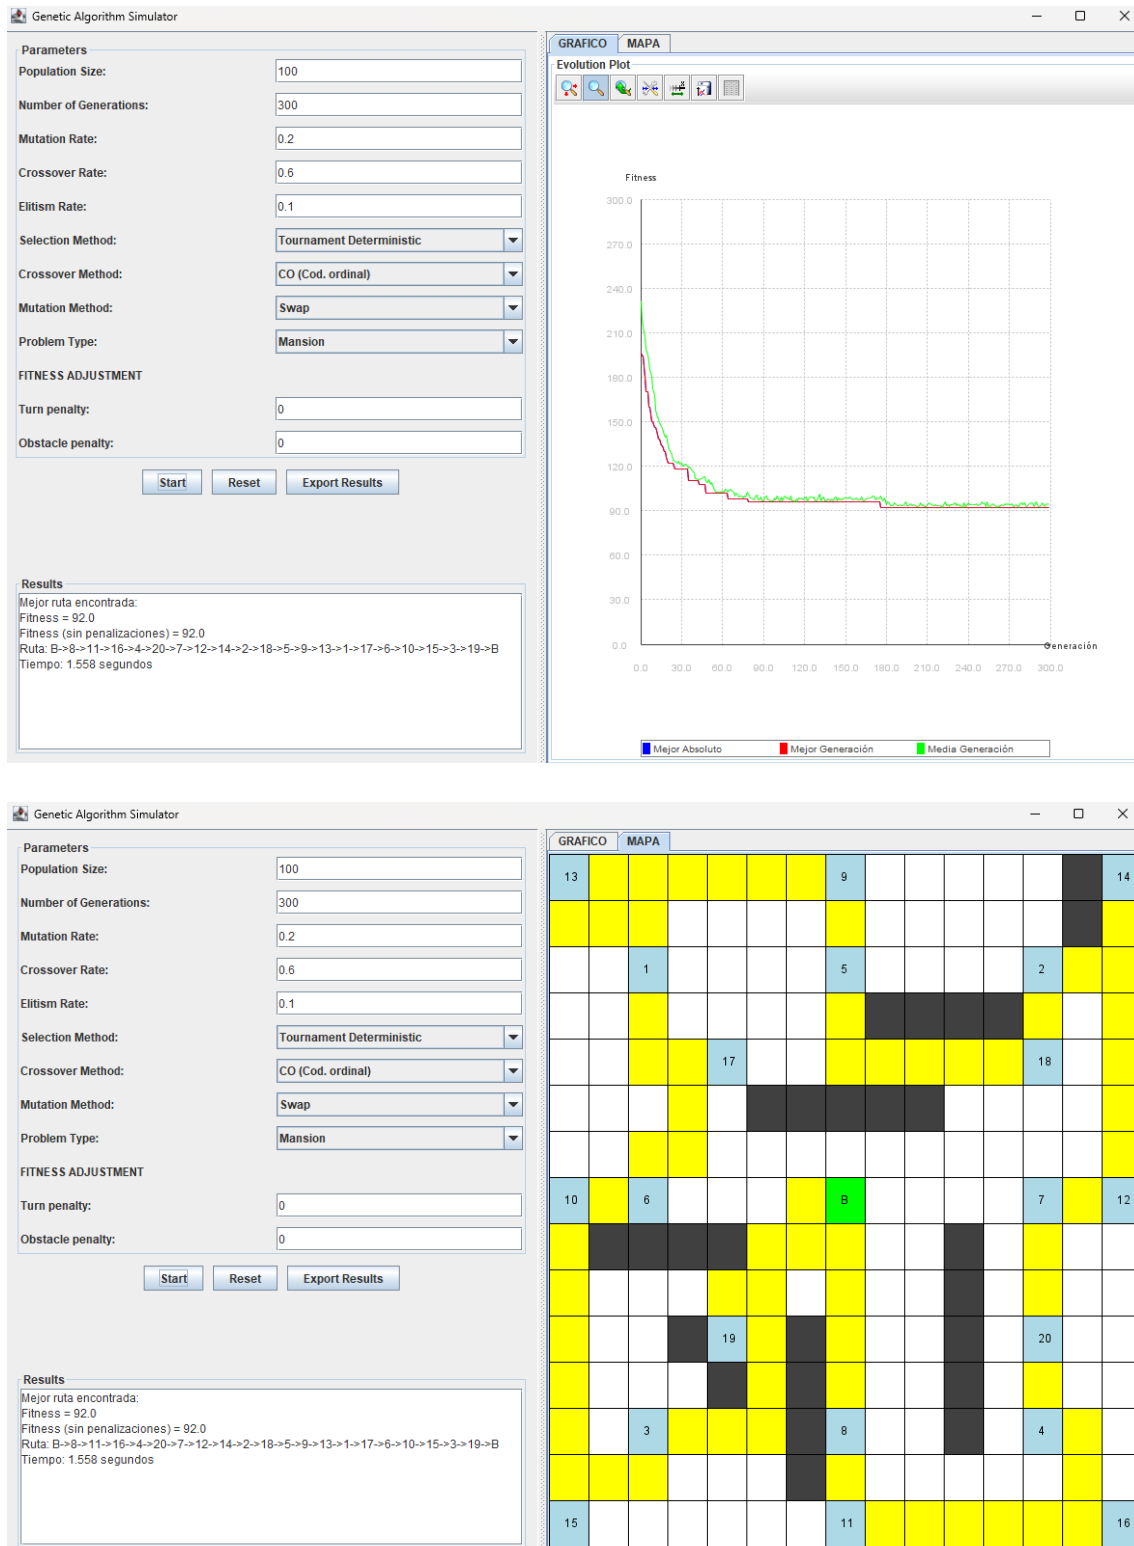 Genetic Algorithm Simulator
Parameters
Population Size: 100
Number of Generations: 300
Mutation Rate: 0.2
Crossover Rate: 0.6
Elitism Rate: 0.1
Selection Method: Tournament Deterministic
Crossover Method: CO (Cod. ordinal)
Mutation Method: Swap
Problem Type: Mansion
FITNESS ADJUSTMENT
Turn penalty: 0
Obstacle penalty: 0
Start Reset Export Results
Results
Mejor ruta encontrada:
Fitness = 92.0
Fitness (sin penalizaciones) = 92.0
Ruta: B->8->11->16->4->20->7->12->14->2->18->5->9->13->1->17->6->10->15->3->19->B
Tiempo: 1.558 segundos
GRAFICO MAPA
Evolution Plot
Fitness
300.0
270.0
240.0
210.0
180.0
150.0
120.0
90.0
60.0
30.0
0.0
Generación
0.0 30.0 60.0 90.0 120.0 150.0 180.0 210.0 240.0 270.0 300.0
Mejor Absoluto Mejor Generación Media Generación
Genetic Algorithm Simulator
Parameters
Population Size: 100
Number of Generations: 300
Mutation Rate: 0.2
Crossover Rate: 0.6
Elitism Rate: 0.1
Selection Method: Tournament Deterministic
Crossover Method: CO (Cod. ordinal)
Mutation Method: Swap
Problem Type: Mansion
FITNESS ADJUSTMENT
Turn penalty: 0
Obstacle penalty: 0
Start Reset Export Results
Results
Mejor ruta encontrada:
Fitness = 92.0
Fitness (sin penalizaciones) = 92.0
Ruta: B->8->11->16->4->20->7->12->14->2->18->5->9->13->1->17->6->10->15->3->19->B
Tiempo: 1.558 segundos
GRAFICO MAPA
13 9 14
1 5 2
17 18
10 6 B 7 12
19 20
3 8 4
15 11 16